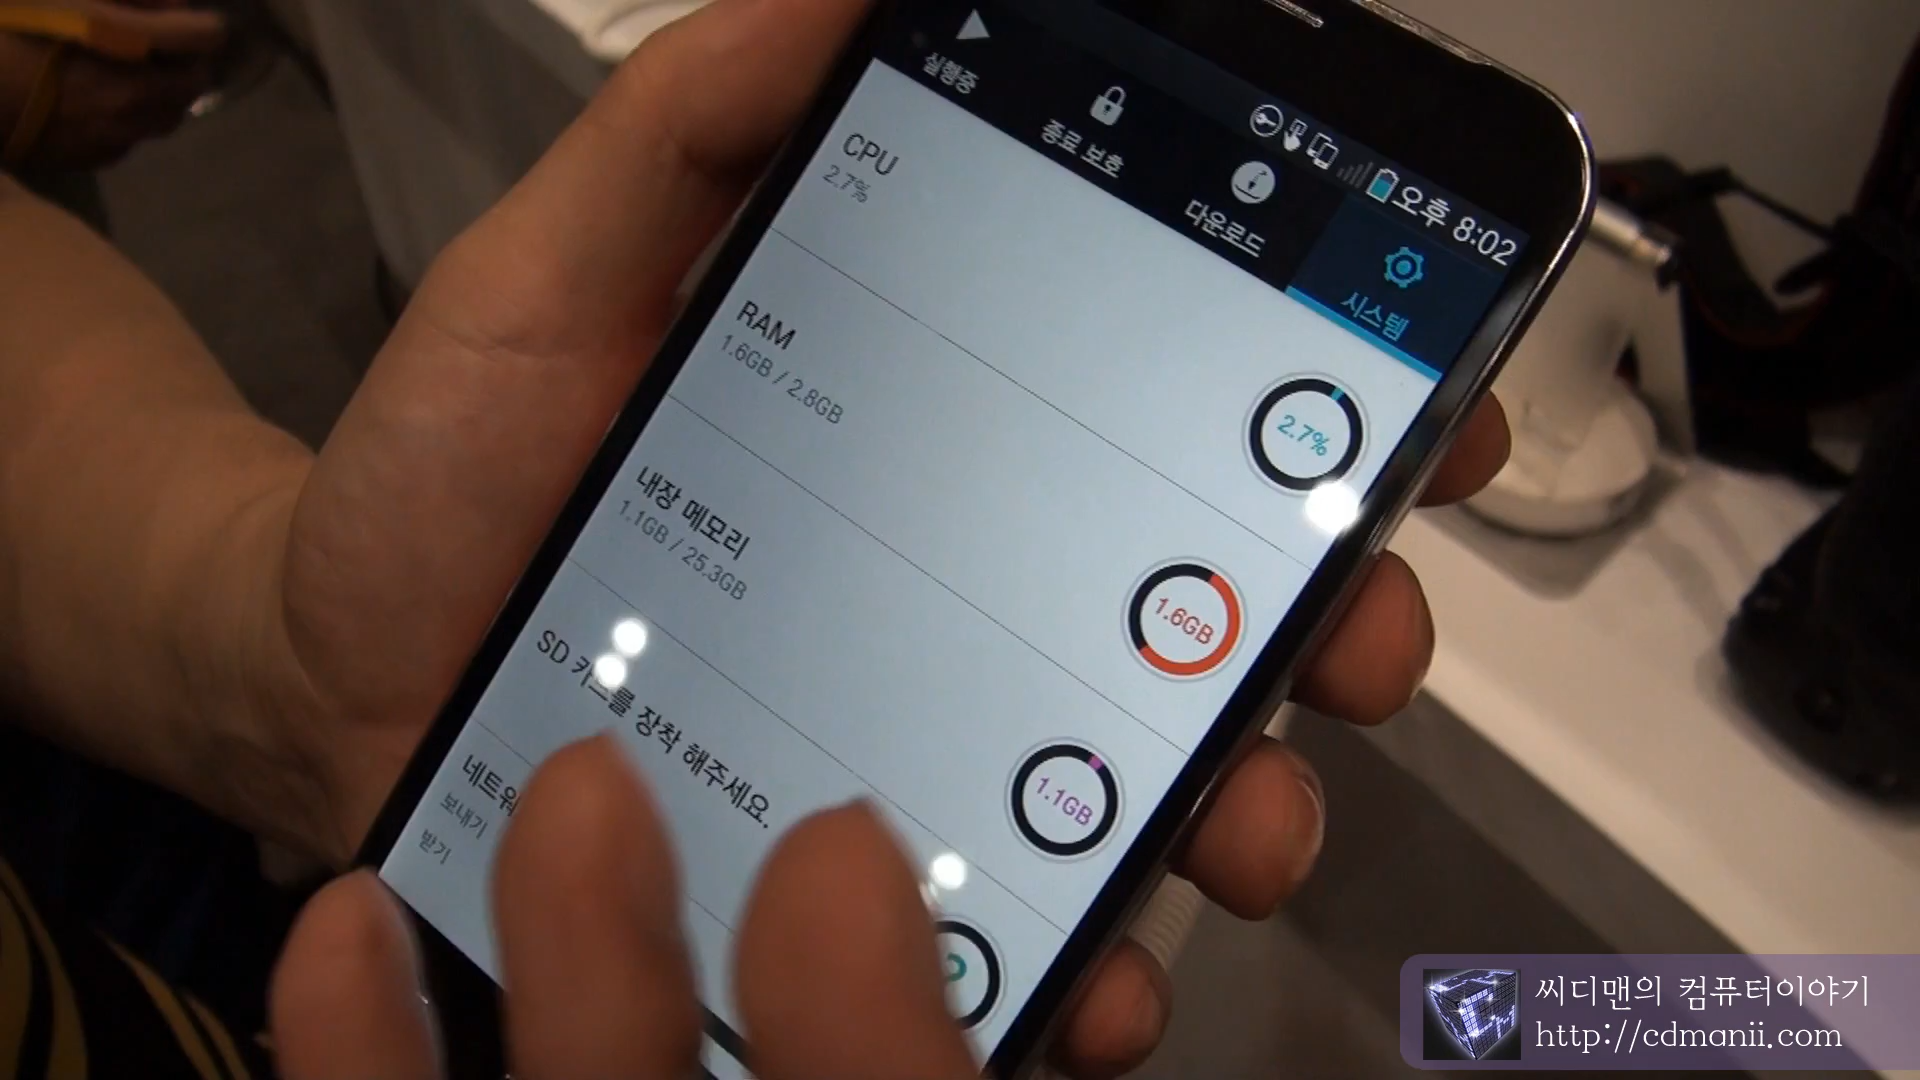 오후 8:02
실행중
종료 보호
다운로드
시스템
CPU
2.7%
2.7%
RAM
1.6GB / 2.8GB
1.6GB
내장 메모리
1.1GB / 25.3GB
1.1GB
SD 카드를 장착 해주세요.
?
보내기
받기
씨디맨의 컴퓨터이야기
http://cdmanii.com